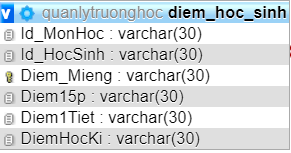 v quanlytruonghoc diem_hoc_sinh
Id_MonHoc : varchar(30)
Id_HocSinh : varchar(30)
Diem_Mieng : varchar(30)
Diem15p : varchar(30)
Diem1Tiet : varchar(30)
DiemHocKi : varchar(30)